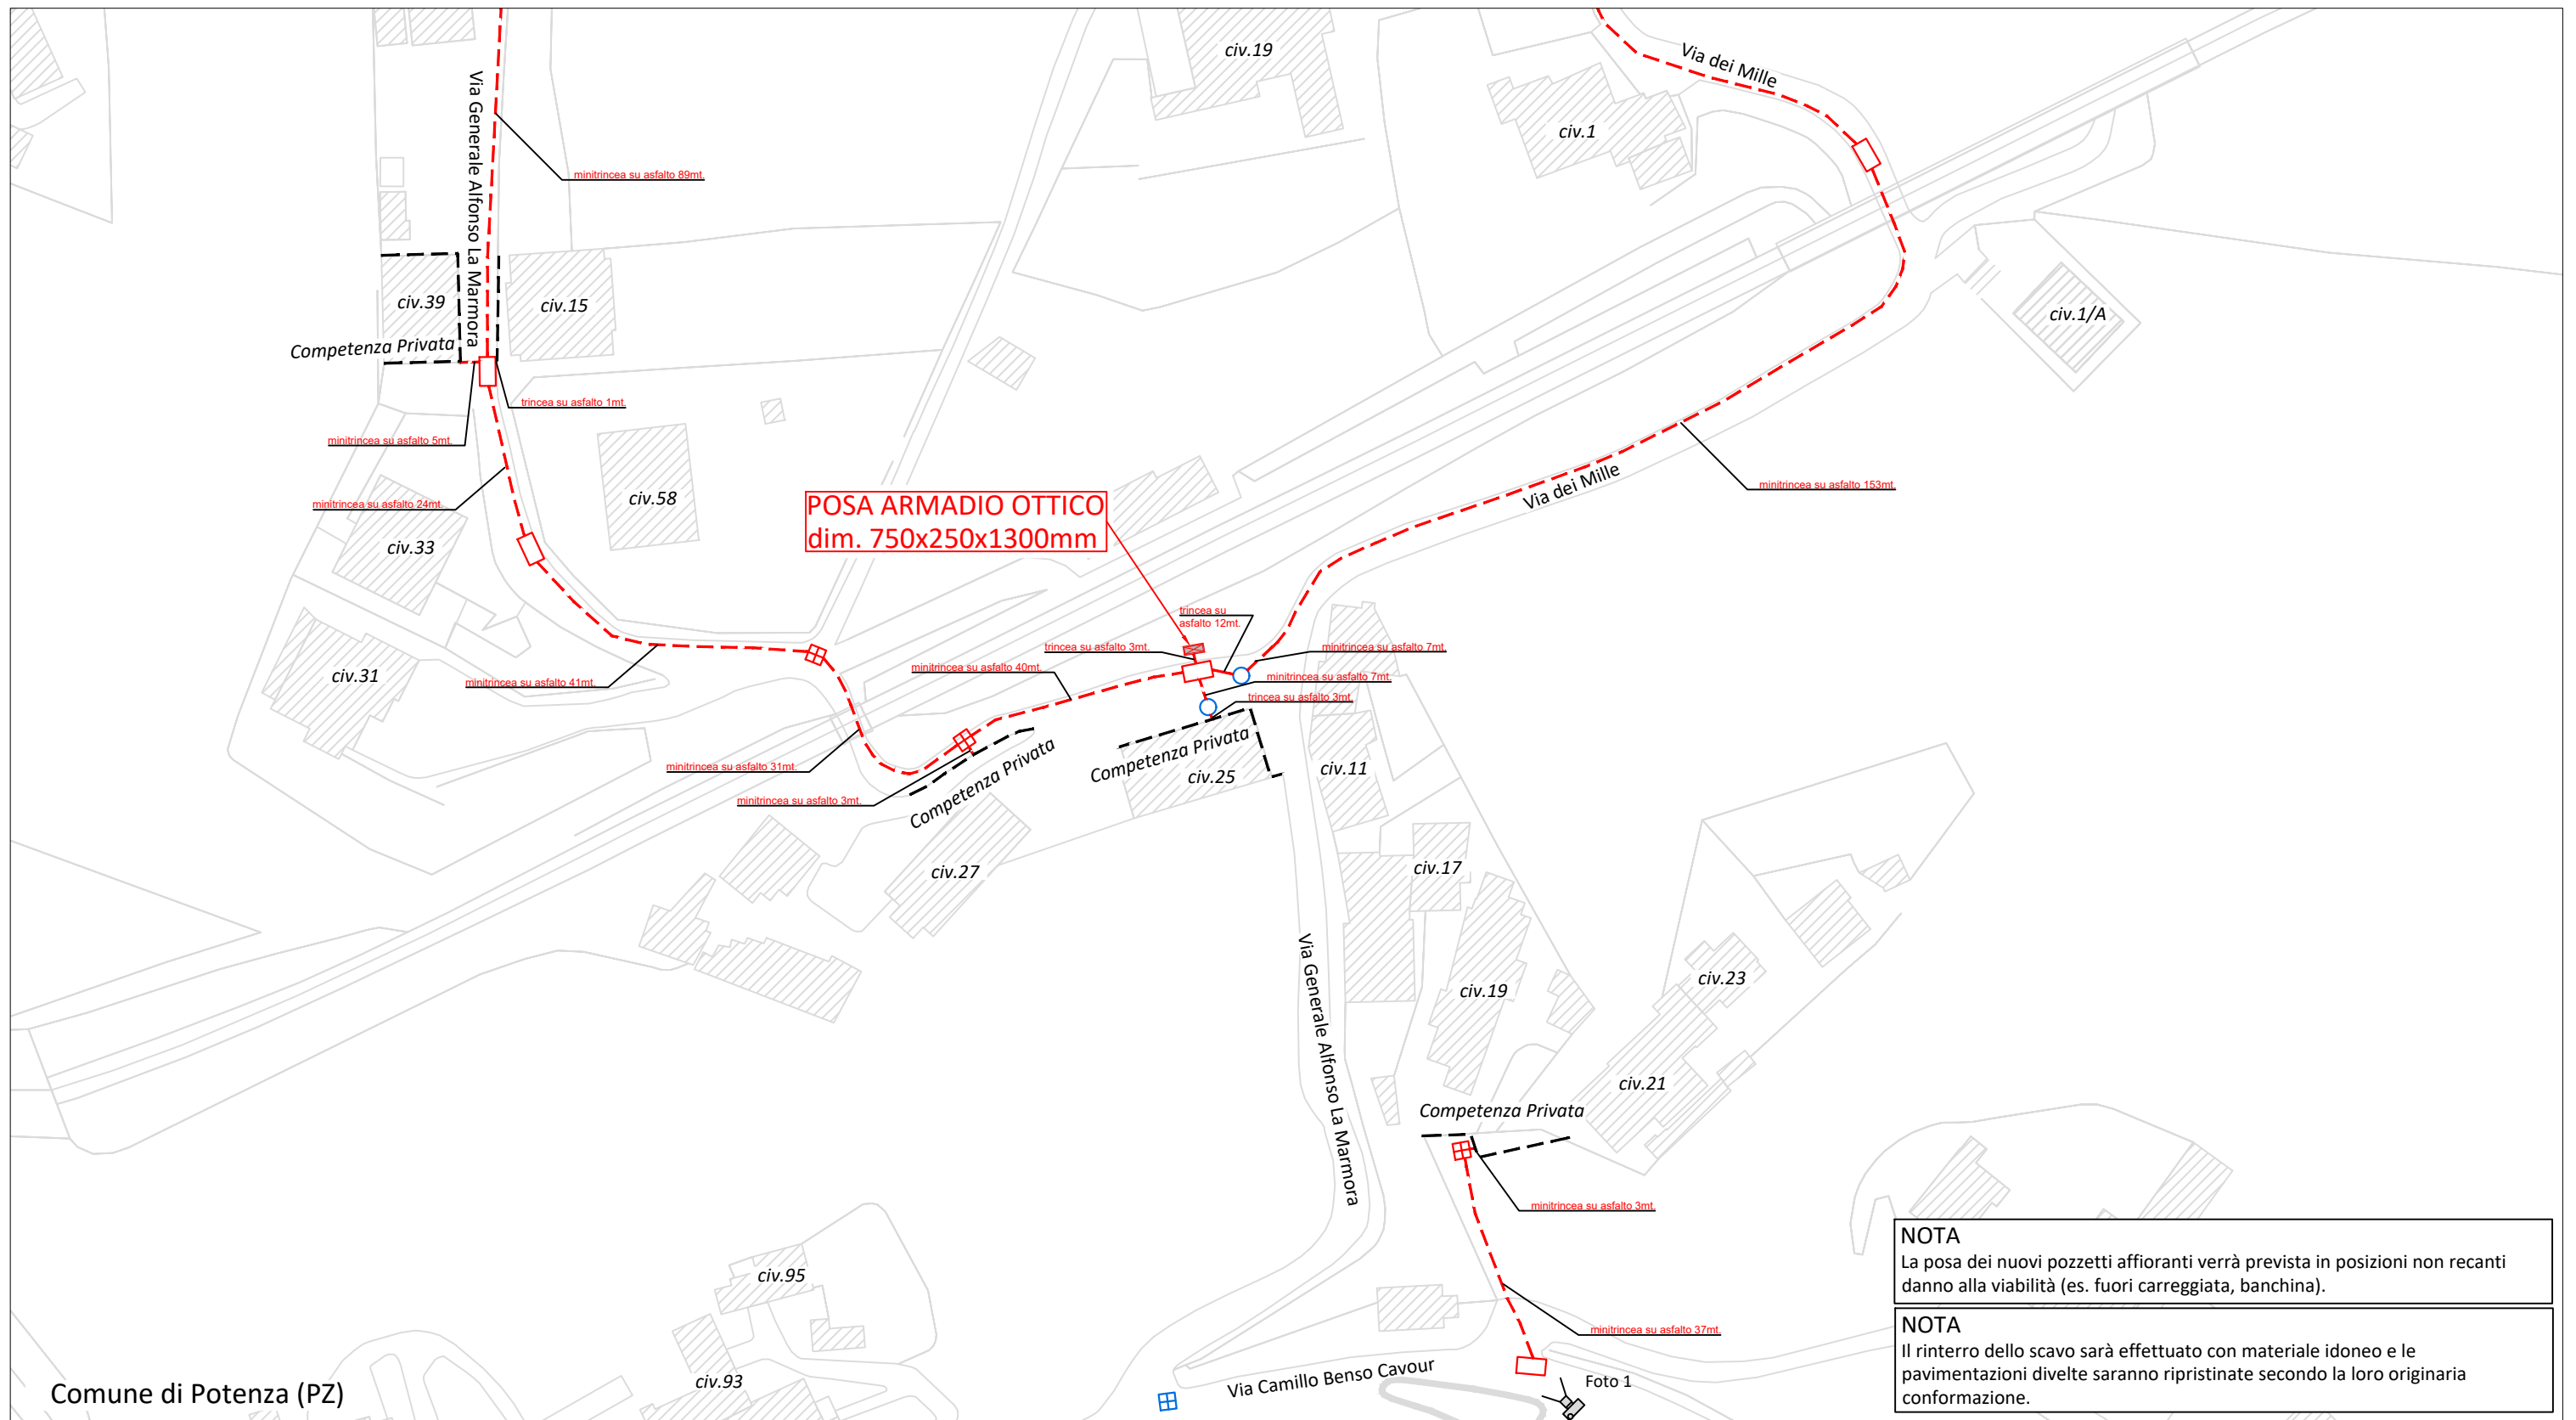 civ.19
Via dei Mille
civ.1
Via Generale Alfonso La Marmora
minitrincea su asfalto 89mt.
civ.39
civ.15
civ.1/A
Competenza Privata
trincea su asfalto 1mt.
minitrincea su asfalto 5mt.
minitrincea su asfalto 24mt.
civ.58
POSA ARMADIO OTTICO
dim. 750x250x1300mm
Via dei Mille
minitrincea su asfalto 153mt.
civ.33
trincea su
asfalto 12mt.
trincea su asfalto 3mt.
minitrincea su asfalto 7mt.
minitrincea su asfalto 40mt.
minitrincea su asfalto 7mt.
civ.31
minitrincea su asfalto 41mt.
trincea su asfalto 3mt.
Competenza Privata
Competenza Privata
civ.25
civ.11
minitrincea su asfalto 31mt.
minitrincea su asfalto 3mt.
civ.27
civ.17
Via Generale Alfonso La Marmora
civ.19
civ.23
civ.21
Competenza Privata
minitrincea su asfalto 3mt.
civ.95
minitrincea su asfalto 37mt.
civ.93
Via Camillo Benso Cavour
Foto 1
Comune di Potenza (PZ)
NOTA
La posa dei nuovi pozzetti affioranti verrà prevista in posizioni non recanti
danno alla viabilità (es. fuori carreggiata, banchina).
NOTA
Il rinterro dello scavo sarà effettuato con materiale idoneo e le
pavimentazioni divelte saranno ripristinate secondo la loro originaria
conformazione.